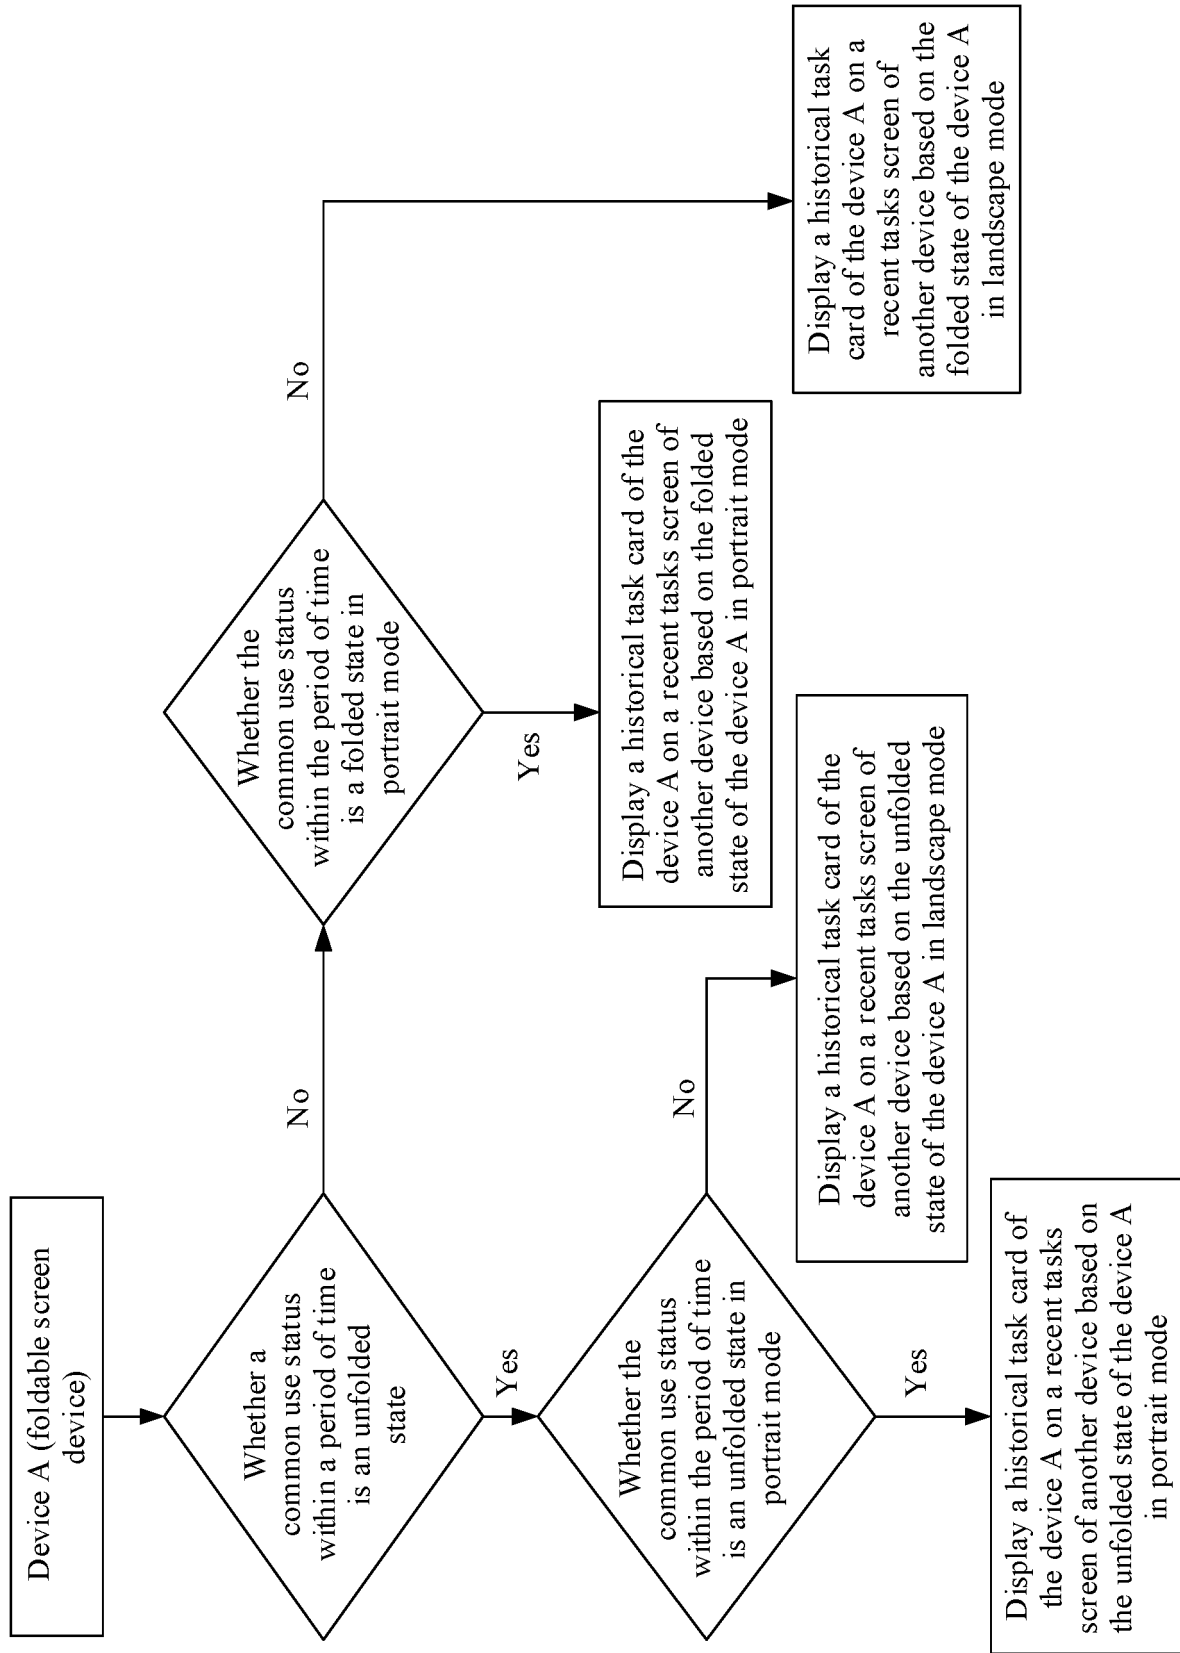 Device A (foldable screen
device)
Whether a
common use status
within a period of time
is an unfolded
state
No
Whether the
common use status
within the period of time
is a folded state in
portrait mode
No
Yes
Display a historical task
card of the device A on a
recent tasks screen of
another device based on the
folded state of the device A
in landscape mode
Yes
Display a historical task card of the
device A on a recent tasks screen of
another device based on the folded
state of the device A in portrait mode
Whether the
common use status
within the period of time
is an unfolded state in
portrait mode
No
Display a historical task card of the
device A on a recent tasks screen of
another device based on the unfolded
state of the device A in landscape mode
Yes
Display a historical task card of
the device A on a recent tasks
screen of another device based on
the unfolded state of the device A
in portrait mode